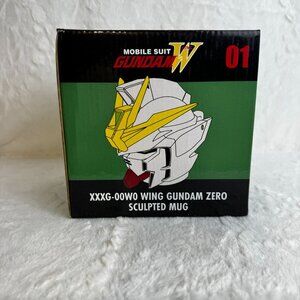 MOBILE SUIT
GUNDAM W
01
XXXG-00W0 WING GUNDAM ZERO
SCULPTED MUG